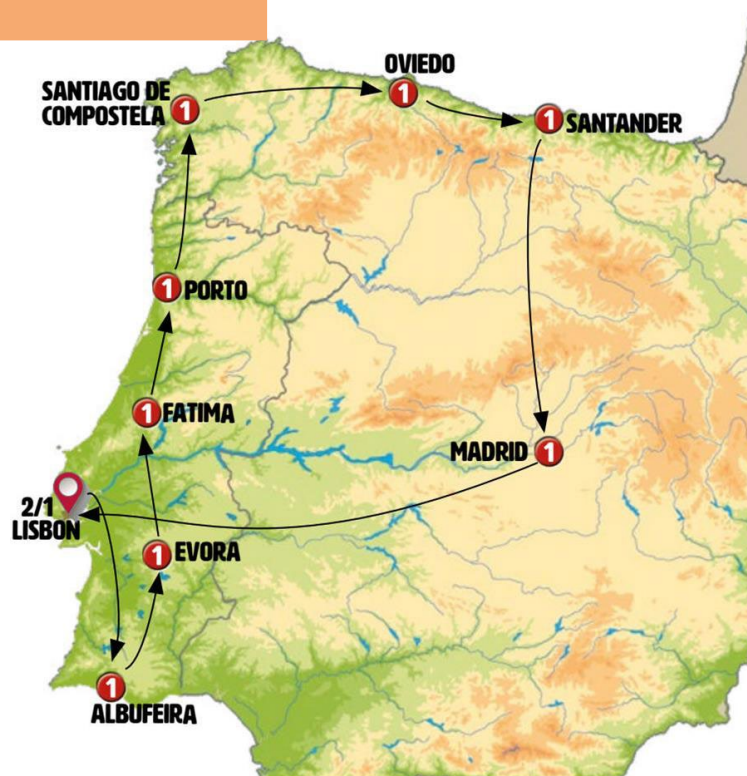 OVIEDO
1
SANTIAGO DE
COMPOSTELA 1
1 SANTANDER
1 PORTO
1 FATIMA
MADRID 1
2/1
LISBON
1 EVORA
1
ALBUFEIRA